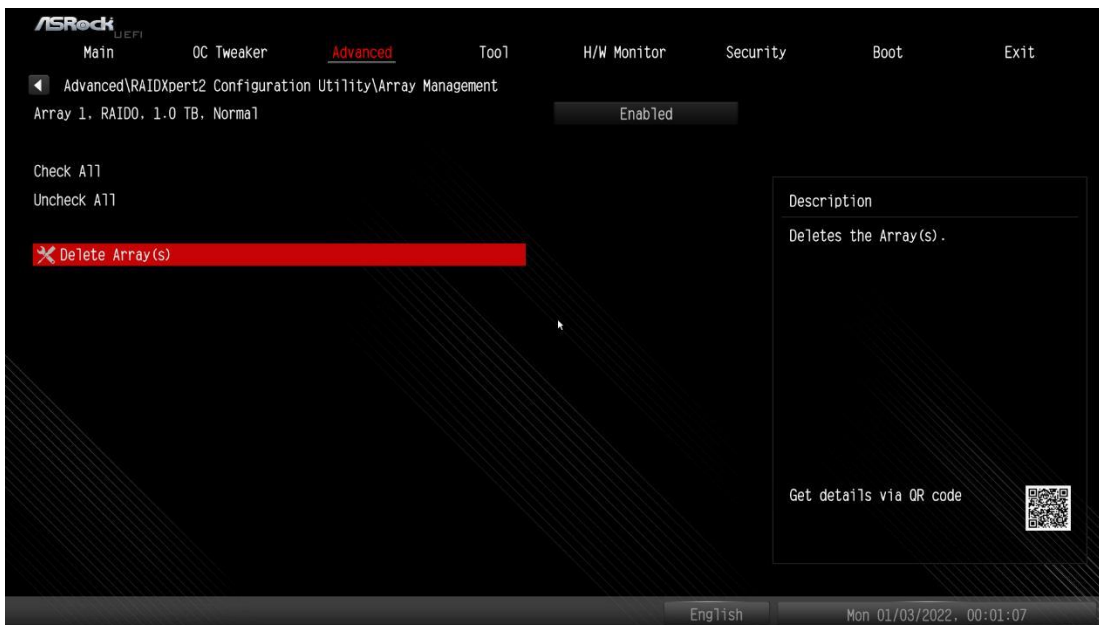 ASRock UEFI
Main OC Tweaker Advanced Tool H/W Monitor Security Boot Exit
Advanced\RAIDXpert2 Configuration Utility\Array Management
Array 1, RAID0, 1.0 TB, Normal Enabled
Check All
Uncheck All
Delete Array(s)
Description
Deletes the Array(s).
Get details via QR code
English Mon 01/03/2022, 00:01:07